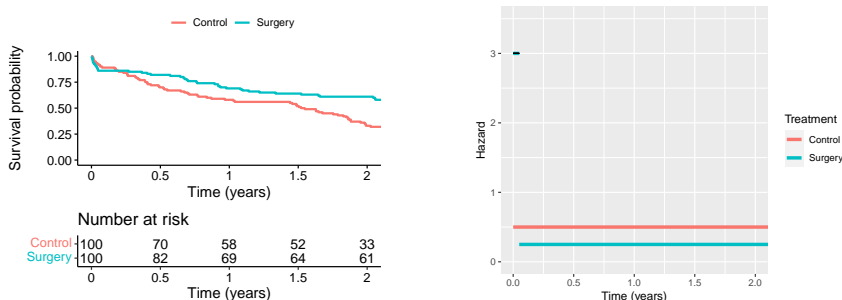 Control Surgery
1.00
0.75
0.50
0.25
0.00
Survival probability
0 0.5 1 1.5 2
Time (years)
Number at risk
Control 100 70 58 52 33
Surgery 100 82 69 64 61
0 0.5 1 1.5 2
Time (years)
3
2
1
0
Hazard
0.0 0.5 1.0 1.5 2.0
Time (years)
Treatment
Control
Surgery